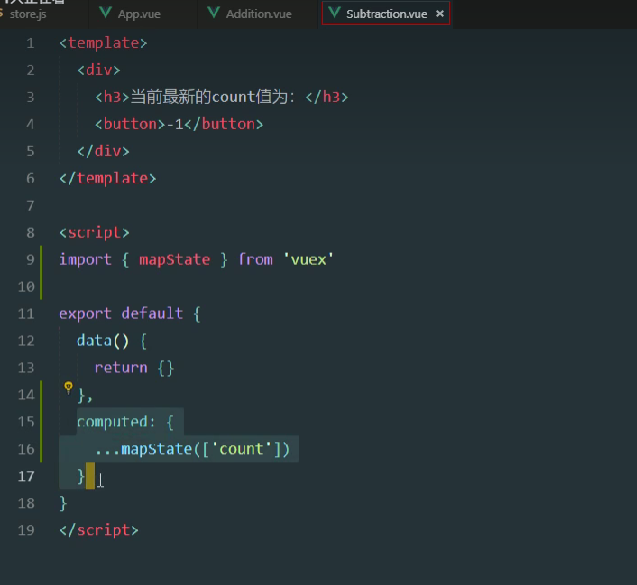 store.js App.vue Addition.vue Subtraction.vue ×
1 <template>
2 <div>
3 <h3>当前最新的count值为：</h3>
4 <button>-1</button>
5 </div>
6 </template>
7
8 <script>
9 import { mapState } from 'vuex'
10
11 export default {
12 data() {
13 return {}
14 },
15 computed: {
16 ...mapState(['count'])
17 }
18 }
19 </script>